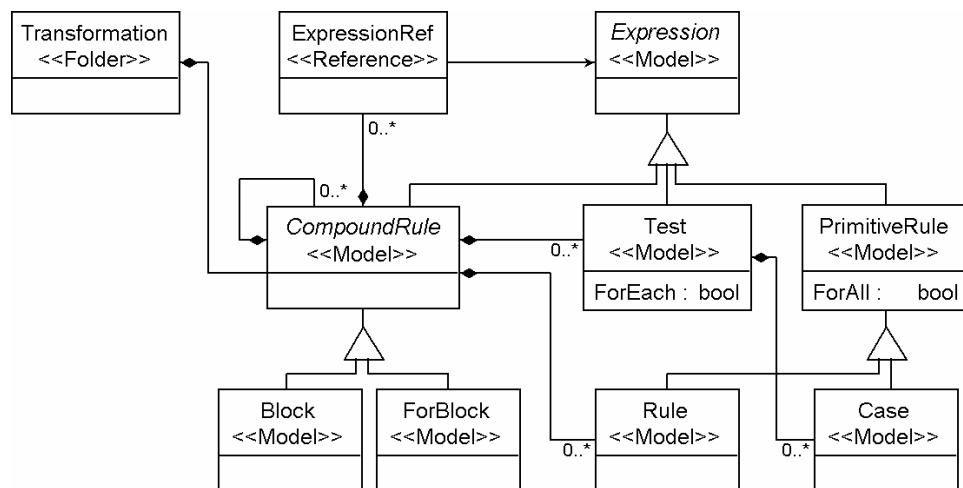 Transformation
<<Folder>>
ExpressionRef
<<Reference>>
Expression
<<Model>>
0..*
0..*
CompoundRule
<<Model>>
0..*
Test
<<Model>>
ForEach : bool
PrimitiveRule
<<Model>>
ForAll : bool
Block
<<Model>>
ForBlock
<<Model>>
0..*
Rule
<<Model>>
0..*
Case
<<Model>>